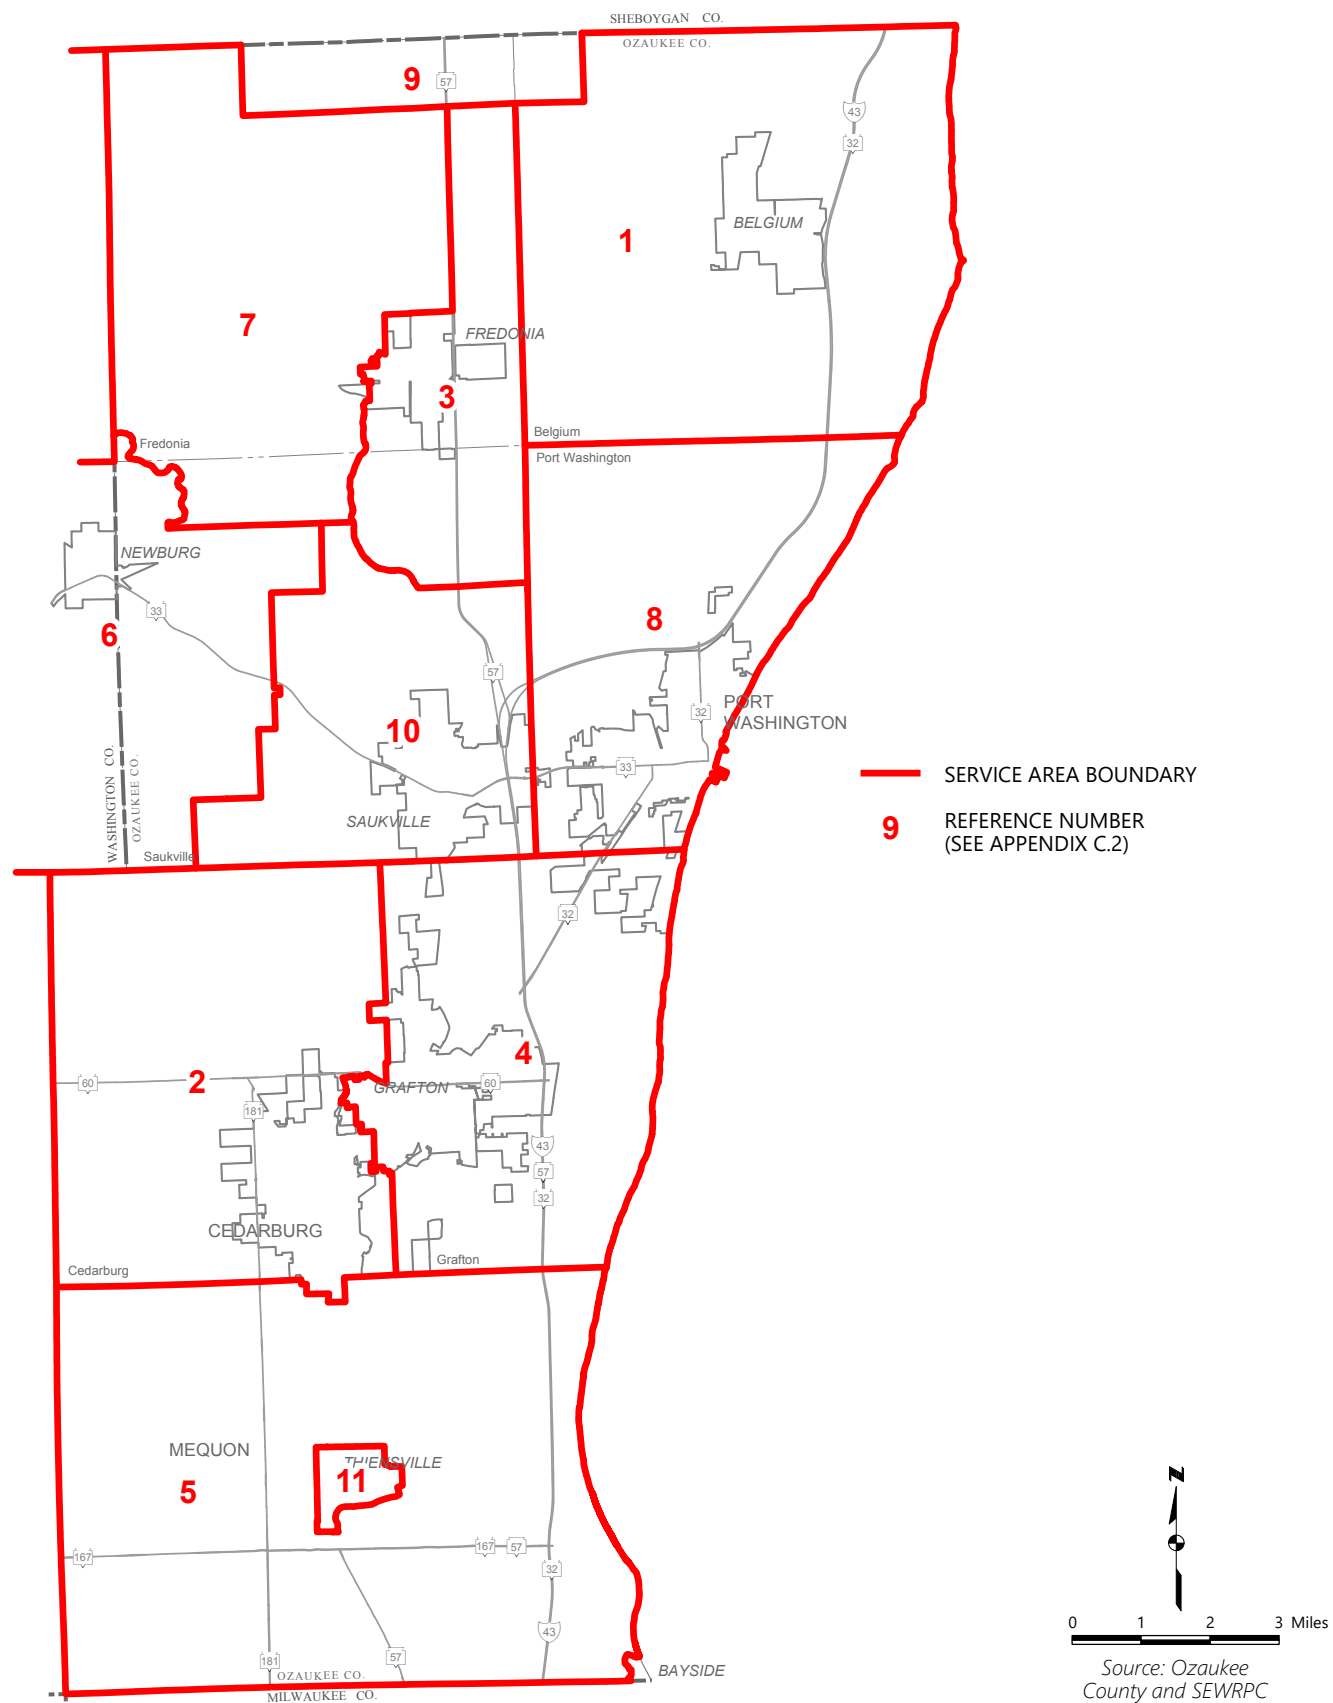 SHEBOYGAN CO.
OZAUKEE CO.
9
57
43
32
BELGIUM
1
7
FREDONIA
3
Belgium
Fredonia
Port Washington
NEWBURG
33
6
8
57
10
32
PORT
WASHINGTON
33
WASHINGTON CO.
OZAUKEE CO.
SAUKVILLE
Saukville
SERVICE AREA BOUNDARY
9
REFERENCE NUMBER
(SEE APPENDIX C.2)
32
4
2
60
GRAFTON
60
181
43
57
32
CEDARBURG
Cedarburg
Grafton
MEQUON
THIENSVILLE
11
5
167
167
57
32
43
181
57
OZAUKEE CO.
MILWAUKEE CO.
BAYSIDE
N
0 1 2 3 Miles
Source: Ozaukee
County and SEWRPC